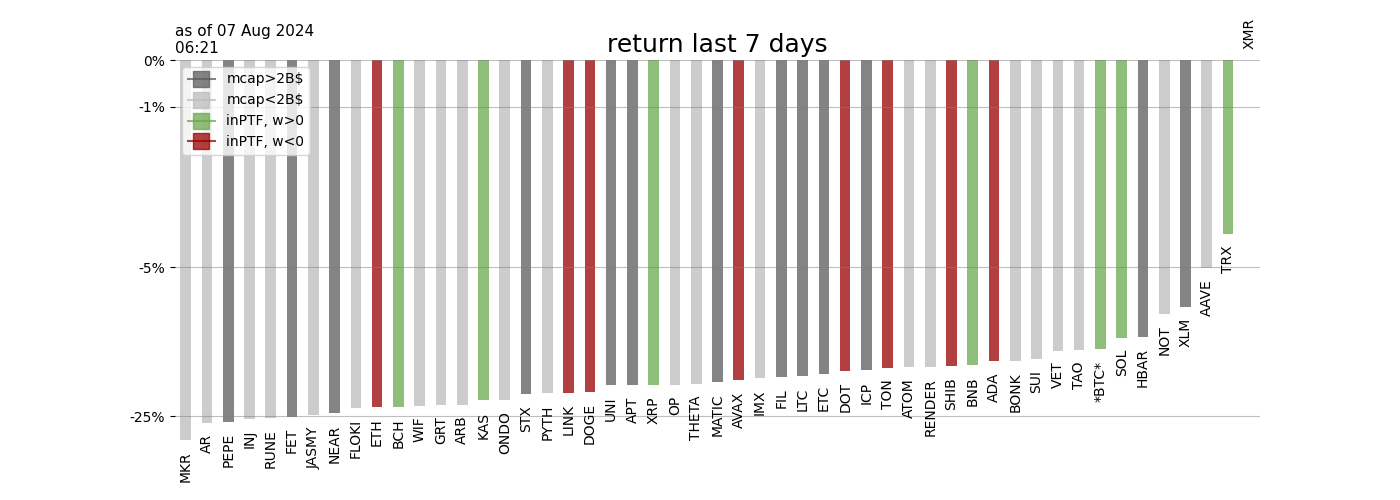 as of 07 Aug 2024
06:21
return last 7 days
XMR
0%
-1%
-5%
-25%
mcap>2B$
mcap<2B$
inPTF, w>0
inPTF, w<0
MKR
AR
PEPE
INJ
RUNE
FET
JASMY
NEAR
FLOKI
ETH
BCH
WIF
GRT
ARB
KAS
ONDO
STX
PYTH
LINK
DOGE
UNI
APT
XRP
OP
THETA
MATIC
AVAX
IMX
FIL
LTC
ETC
DOT
ICP
TON
ATOM
RENDER
SHIB
BNB
ADA
BONK
SUI
VET
TAO
*BTC*
SOL
HBAR
NOT
XLM
AAVE
TRX